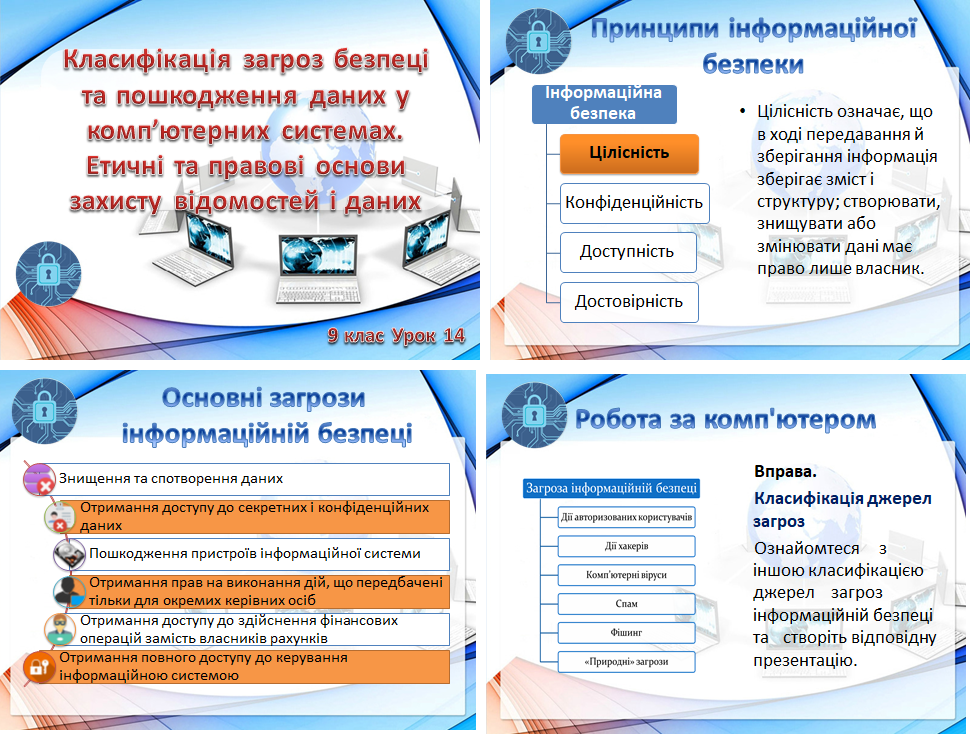 Класифікація загроз безпеці
та пошкодження даних у
комп’ютерних системах.
Етичні та правові основи
захисту відомостей і даних
9 клас Урок 14
Принципи інформаційної
безпеки
Інформаційна
безпека
Цілісність
Конфіденційність
Доступність
Достовірність
• Цілісність означає, що
в ході передавання й
зберігання інформація
зберігає зміст і
структуру; створювати,
знищувати або
змінювати дані має
право лише власник.
Основні загрози
інформаційній безпеці
Знищення та спотворення даних
Отримання доступу до секретних і конфіденційних
даних
Пошкодження пристроїв інформаційної системи
Отримання прав на виконання дій, що передбачені
тільки для окремих керівних осіб
Отримання доступу до здійснення фінансових
операцій замість власників рахунків
Отримання повного доступу до керування
інформаційною системою
Робота за комп'ютером
Загроза інформаційній безпеці
Дії авторизованих користувачів
Дії хакерів
Комп'ютерні віруси
Спам
Фішинг
«Природні» загрози
Вправа.
Класифікація джерел
загроз
Ознайомтеся з
іншою класифікацією
джерел загроз
інформаційній безпеці
та створіть відповідну
презентацію.